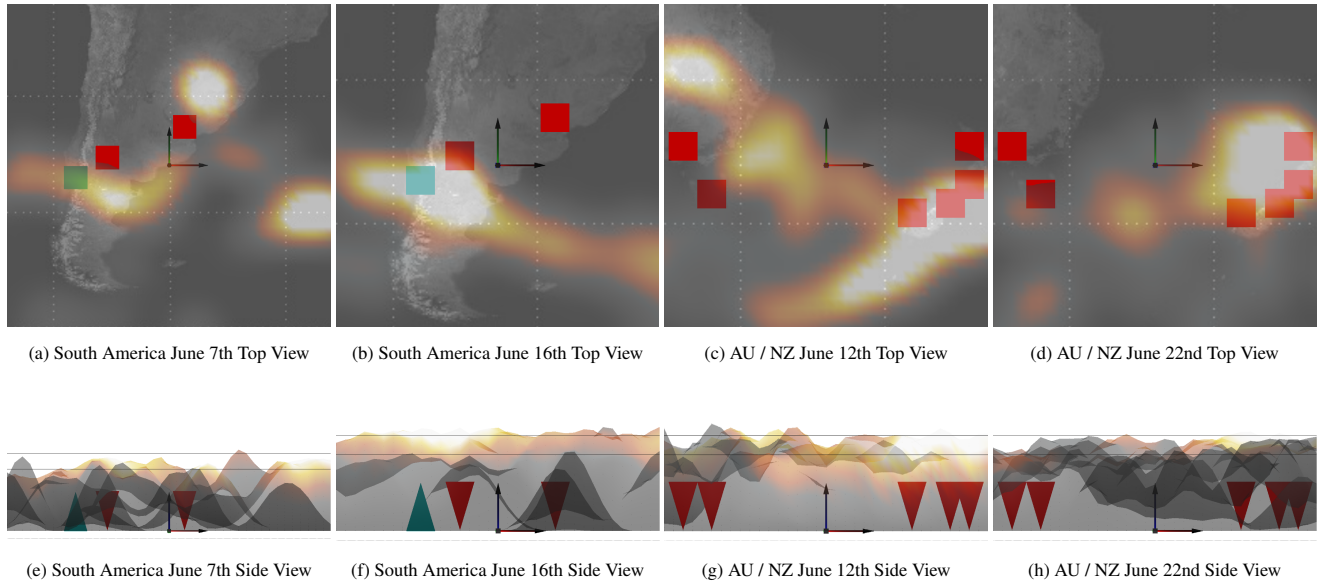 (a) South America June 7th Top View
(b) South America June 16th Top View
(c) AU / NZ June 12th Top View
(d) AU / NZ June 22nd Top View
(e) South America June 7th Side View
(f) South America June 16th Side View
(g) AU / NZ June 12th Side View
(h) AU / NZ June 22nd Side View